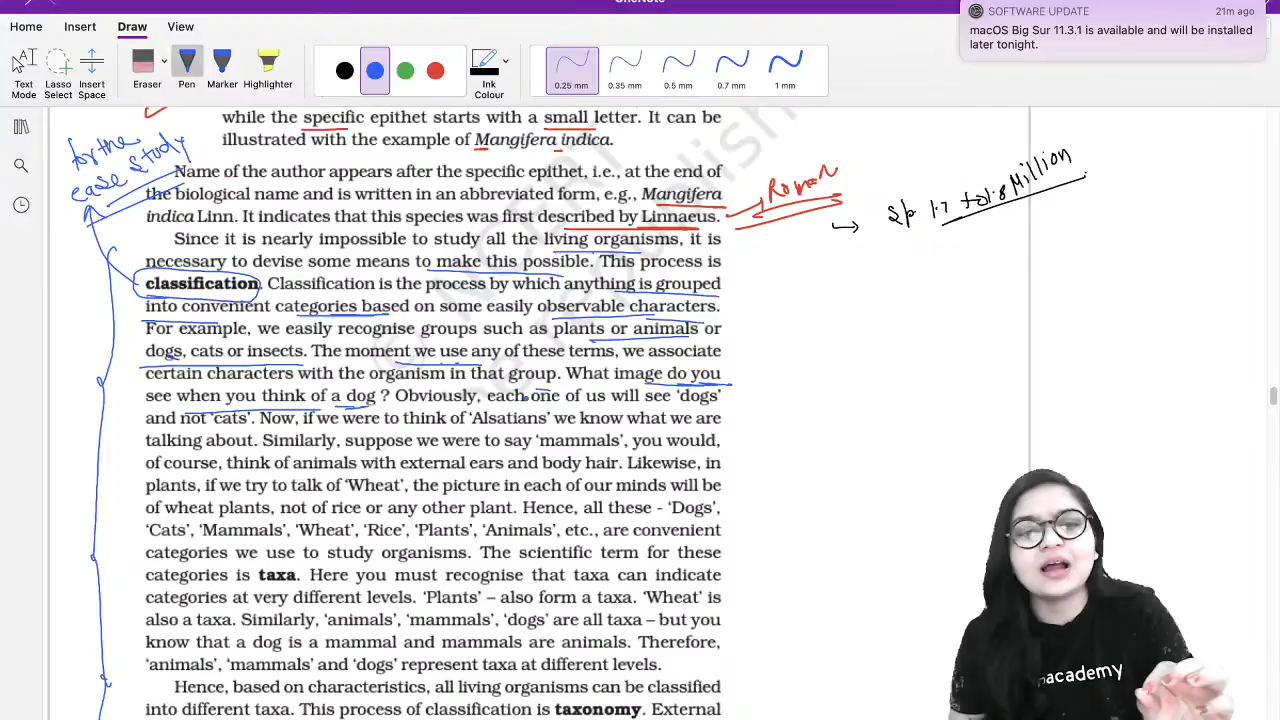 OneNote
SOFTWARE UPDATE 21m ago
macOS Big Sur 11.3.1 is available and will be installed
later tonight.
Home Insert Draw View
Text Mode
Lasso Select
Insert Space
Eraser
Pen
Marker
Highlighter
Ink Colour
0.25 mm
0.35 mm
0.5 mm
0.7 mm
1 mm
for the
ease study
while the specific epithet starts with a small letter. It can be
illustrated with the example of Mangifera indica.
Name of the author appears after the specific epithet, i.e., at the end of
the biological name and is written in an abbreviated form, e.g., Mangifera
indica Linn. It indicates that this species was first described by Linnaeus.
Since it is nearly impossible to study all the living organisms, it is
necessary to devise some means to make this possible. This process is
classification. Classification is the process by which anything is grouped
into convenient categories based on some easily observable characters.
For example, we easily recognise groups such as plants or animals or
dogs, cats or insects. The moment we use any of these terms, we associate
certain characters with the organism in that group. What image do you
see when you think of a dog ? Obviously, each one of us will see ‘dogs’
and not ‘cats’. Now, if we were to think of ‘Alsatians’ we know what we are
talking about. Similarly, suppose we were to say ‘mammals’, you would,
of course, think of animals with external ears and body hair. Likewise, in
plants, if we try to talk of ‘Wheat’, the picture in each of our minds will be
of wheat plants, not of rice or any other plant. Hence, all these - ‘Dogs’,
‘Cats’, ‘Mammals’, ‘Wheat’, ‘Rice’, ‘Plants’, ‘Animals’, etc., are convenient
categories we use to study organisms. The scientific term for these
categories is taxa. Here you must recognise that taxa can indicate
categories at very different levels. ‘Plants’ – also form a taxa. ‘Wheat’ is
also a taxa. Similarly, ‘animals’, ‘mammals’, ‘dogs’ are all taxa – but you
know that a dog is a mammal and mammals are animals. Therefore,
‘animals’, ‘mammals’ and ‘dogs’ represent taxa at different levels.
Hence, based on characteristics, all living organisms can be classified
into different taxa. This process of classification is taxonomy. External
Roman
Sp 1.7 to 1.8 Million
nacademy